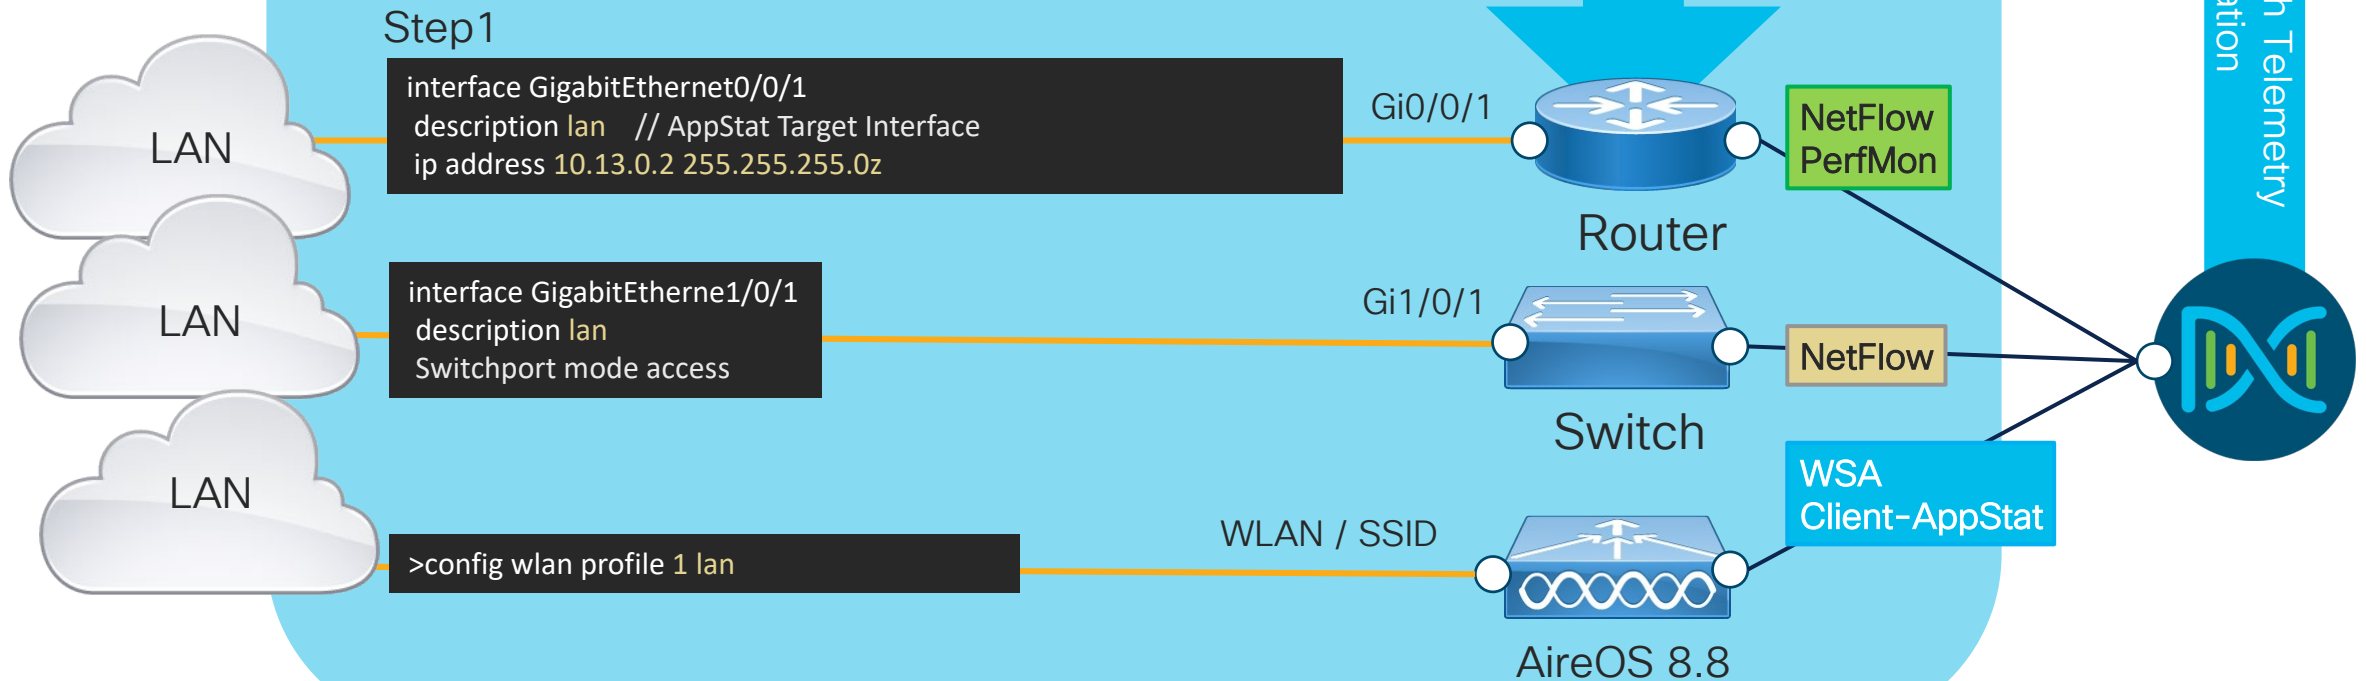 Step1
LAN
interface GigabitEthernet0/0/1
description lan // AppStat Target Interface
ip address 10.13.0.2 255.255.255.0z
Gi0/0/1
Router
NetFlow
PerfMon
LAN
interface GigabitEtherne1/0/1
description lan
Switchport mode access
Gi1/0/1
Switch
NetFlow
LAN
>config wlan profile 1 lan
WLAN / SSID
AireOS 8.8
WSA
Client-AppStat
Telemetry